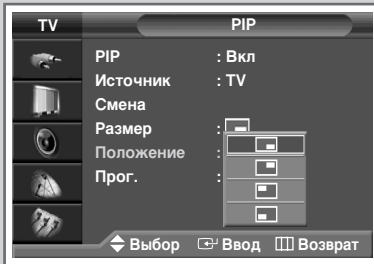 TV PIP
PIP : Вкл
Источник : TV
Смена
Размер :
Положение :
Прог. :
Выбор Ввод Возврат